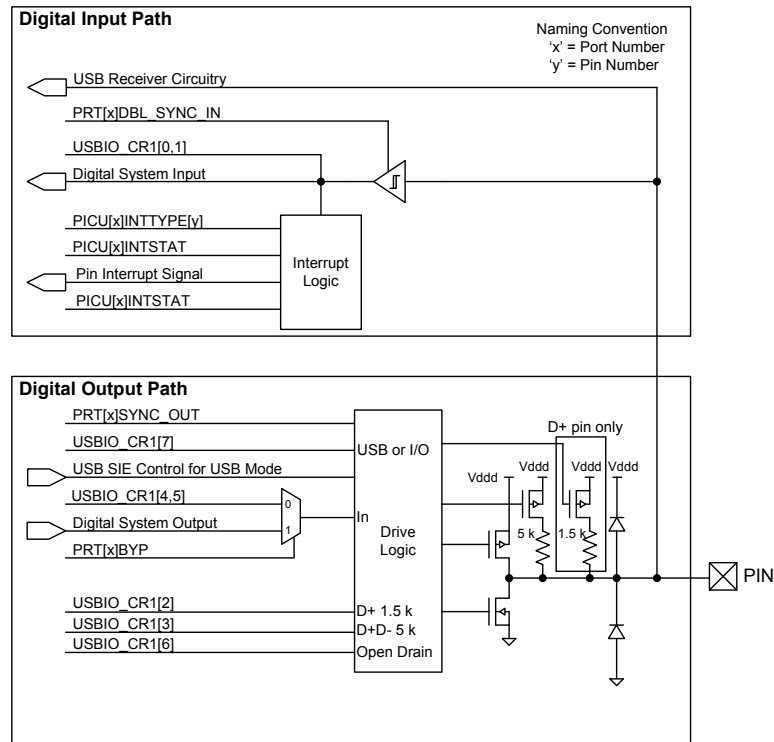 Digital Input Path
Naming Convention
'x' = Port Number
'y' = Pin Number
USB Receiver Circuitry
PRT[x]DBL_SYNC_IN
USBIO_CR1[0,1]
Digital System Input
PICU[x]INTTYPE[y]
PICU[x]INTSTAT
Pin Interrupt Signal
PICU[x]INTSTAT
Interrupt
Logic
Digital Output Path
PRT[x]SYNC_OUT
USBIO_CR1[7]
USB SIE Control for USB Mode
USBIO_CR1[4,5]
Digital System Output
PRT[x]BYP
0
1
USBIO_CR1[2]
USBIO_CR1[3]
USBIO_CR1[6]
USB or I/O
In
Drive
Logic
D+ 1.5 k
D+D- 5 k
Open Drain
D+ pin only
Vddd
Vddd
Vddd
Vddd
5 k
1.5 k
PIN